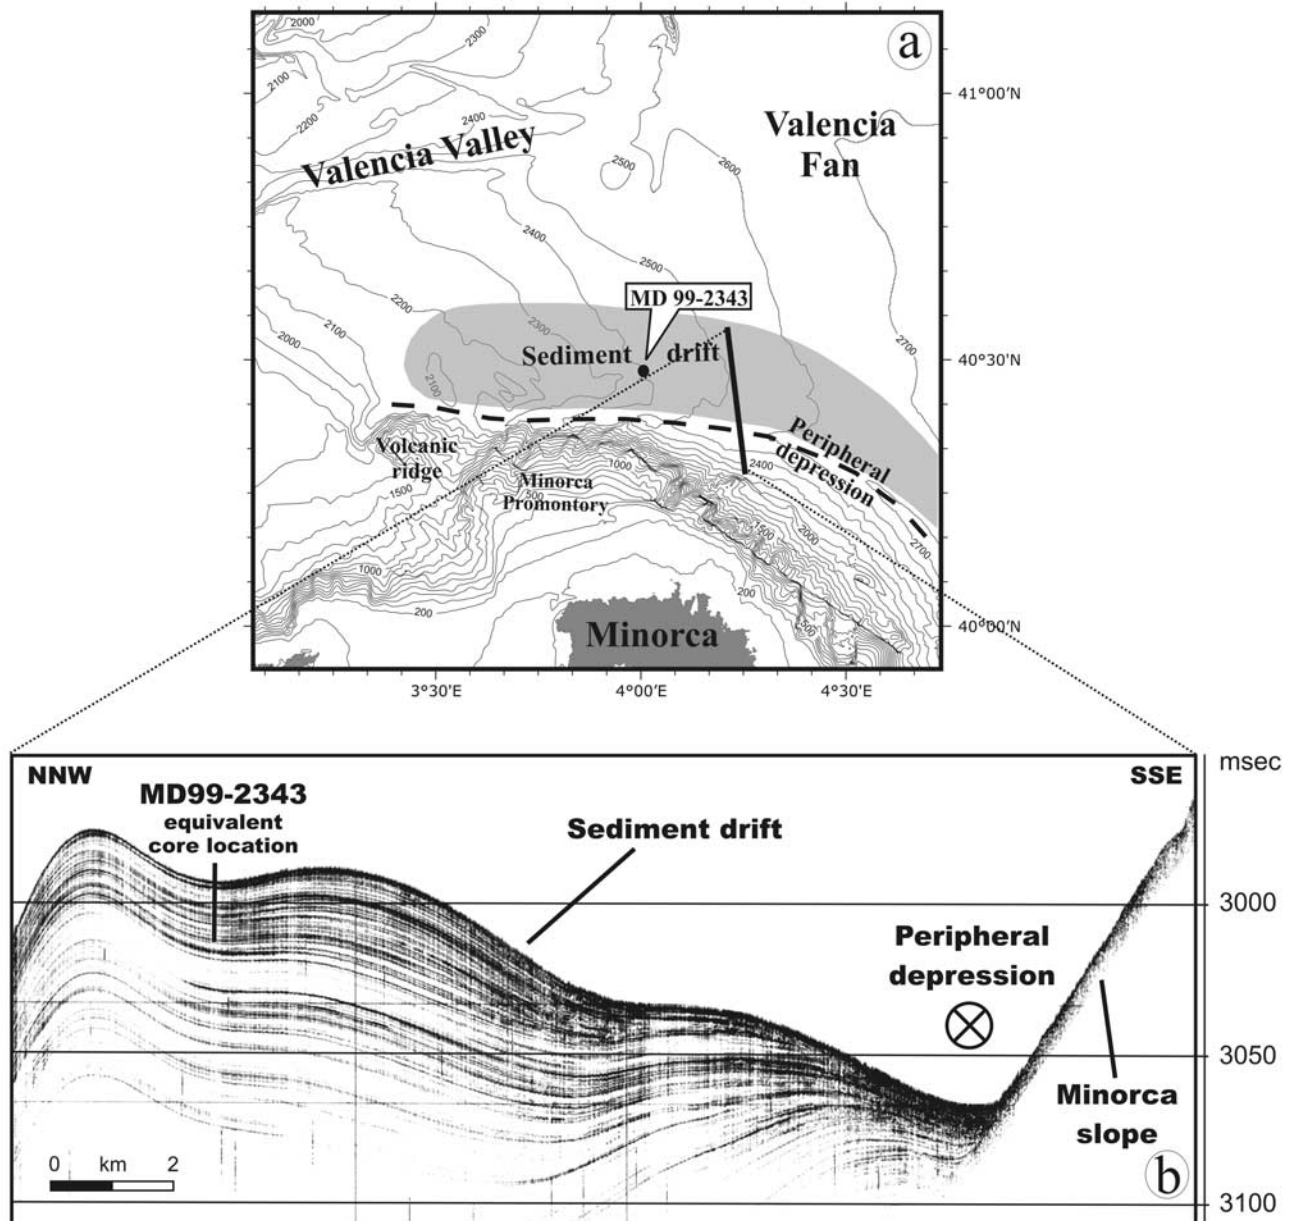 a
2000
2300
2100
2200
2400
Valencia Valley
Valencia
Fan
2500
2600
2400
2500
2200
2300
2100
2000
2700
MD 99-2343
Sediment drift
2100
Peripheral
depression
Volcanic
ridge
1500
Minorca
Promontory
500
1000
2400
1500
2000
2700
1000
200
200
500
Minorca
41°00'N
40°30'N
40°00'N
3°30'E
4°00'E
4°30'E
NNW
SSE
msec
MD99-2343
equivalent
core location
Sediment drift
Peripheral
depression
Minorca
slope
3000
3050
3100
0 km 2
b